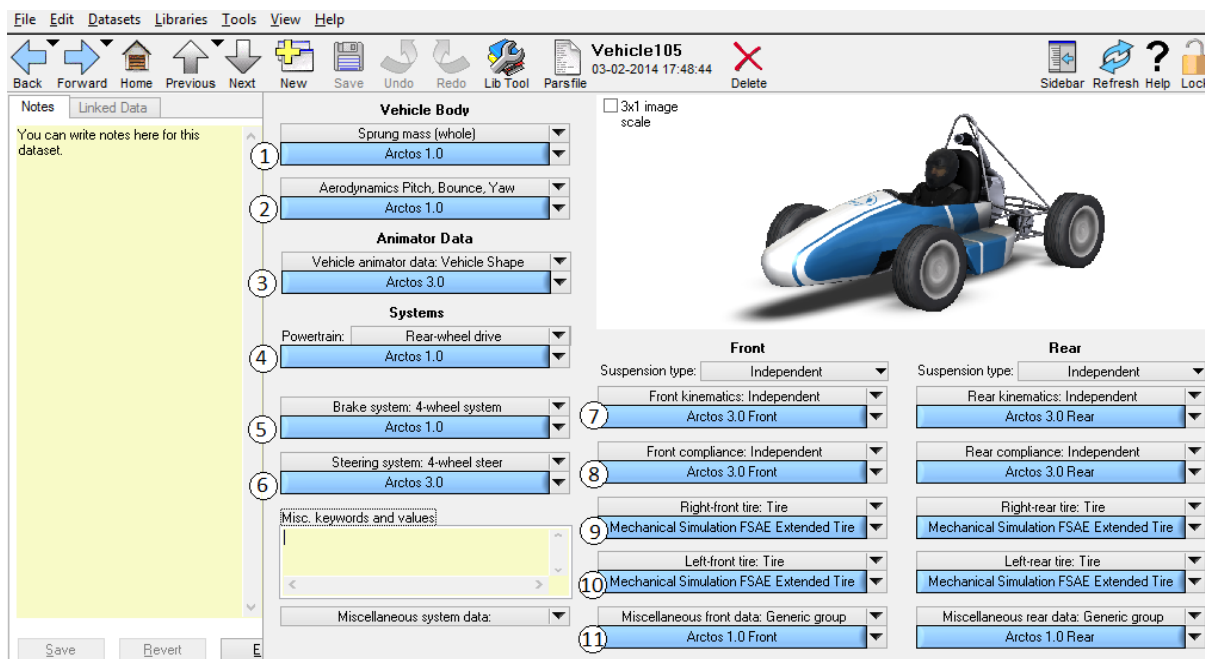 File Edit Datasets Libraries Tools View Help
Back Forward Home Previous Next New Save Undo Redo Lib Tool Parsfile
Vehicle105
03-02-2014 17:48:44
Delete
Sidebar Refresh Help Lock
Notes Linked Data
You can write notes here for this
dataset.
Save Revert E
Vehicle Body
Sprung mass (whole)
1 Arctos 1.0
Aerodynamics Pitch, Bounce, Yaw
2 Arctos 1.0
Animator Data
Vehicle animator data: Vehicle Shape
3 Arctos 3.0
Systems
Powertrain: Rear-wheel drive
4 Arctos 1.0
Brake system: 4-wheel system
5 Arctos 1.0
Steering system: 4-wheel steer
6 Arctos 3.0
Misc. keywords and values
Miscellaneous system data:
3x1 image
scale
Front
Suspension type: Independent
Front kinematics: Independent
7 Arctos 3.0 Front
Front compliance: Independent
8 Arctos 3.0 Front
Right-front tire: Tire
9 Mechanical Simulation FSAE Extended Tire
Left-front tire: Tire
10 Mechanical Simulation FSAE Extended Tire
Miscellaneous front data: Generic group
11 Arctos 1.0 Front
Rear
Suspension type: Independent
Rear kinematics: Independent
Arctos 3.0 Rear
Rear compliance: Independent
Arctos 3.0 Rear
Right-rear tire: Tire
Mechanical Simulation FSAE Extended Tire
Left-rear tire: Tire
Mechanical Simulation FSAE Extended Tire
Miscellaneous rear data: Generic group
Arctos 1.0 Rear